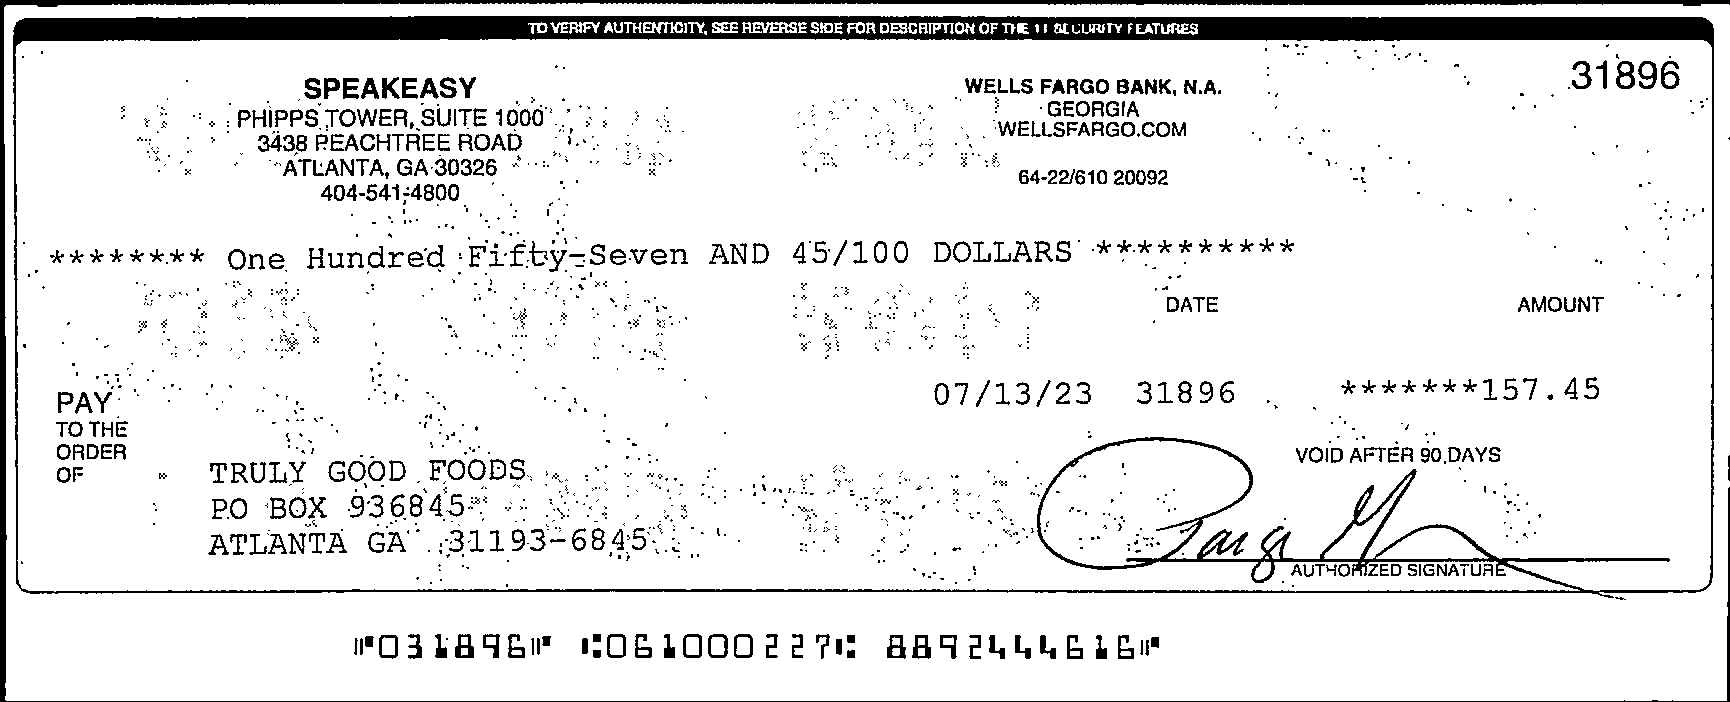 TO VERIFY AUTHENTICITY, SEE REVERSE SIDE FOR DESCRIPTION OF THE 11 SECURITY FEATURES
31896
SPEAKEASY
PHIPPS TOWER, SUITE 1000
3438 PEACHTREE ROAD
ATLANTA, GA 30326
404-541-4800
WELLS FARGO BANK, N.A.
GEORGIA
WELLSFARGO.COM
64-22/610 20092
******** One Hundred Fifty-Seven AND 45/100 DOLLARS **********
DATE AMOUNT
07/13/23 31896 *******157.45
PAY
TO THE
ORDER
OF
TRULY GOOD FOODS
PO BOX 936845
ATLANTA GA 31193-6845
VOID AFTER 90 DAYS
AUTHORIZED SIGNATURE
⑈031896⑈ ⑆061000227⑆ 8892444616⑈